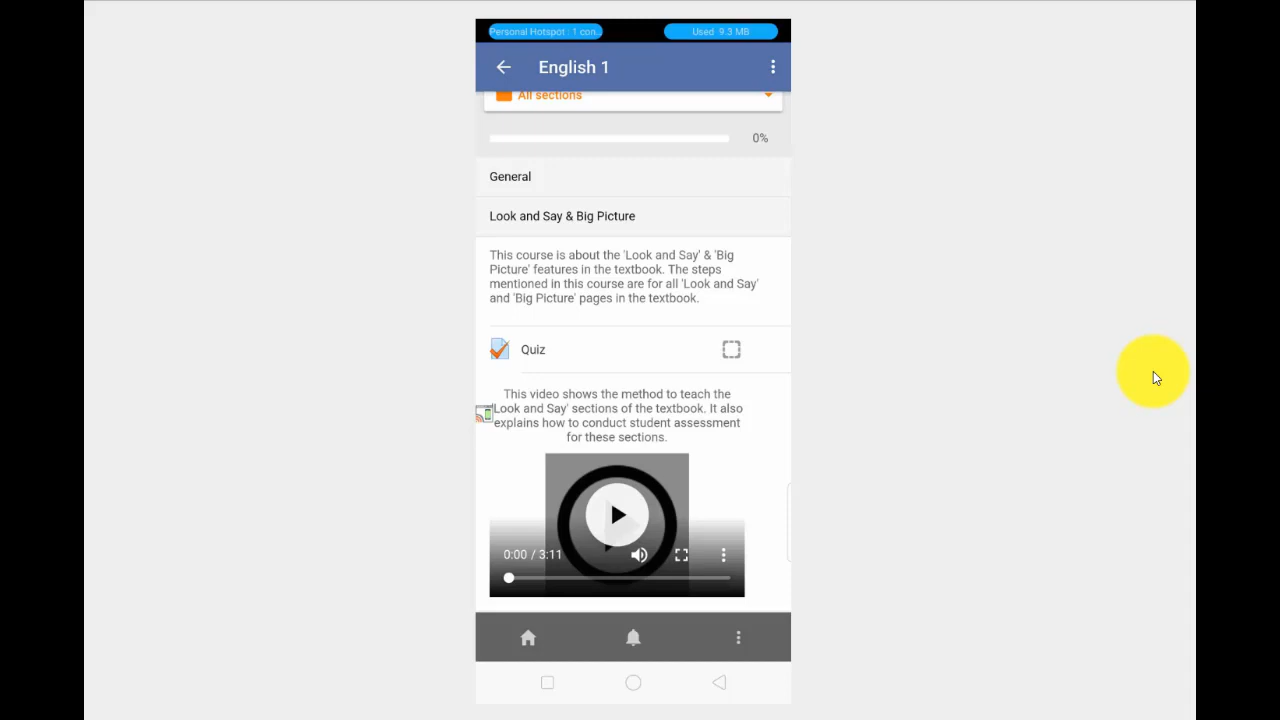 Personal Hotspot : 1 con... Used 9.3 MB
English 1
All sections
0%
General
Look and Say & Big Picture
This course is about the 'Look and Say' & 'Big
Picture' features in the textbook. The steps
mentioned in this course are for all 'Look and Say'
and 'Big Picture' pages in the textbook.
Quiz
This video shows the method to teach the
'Look and Say' sections of the textbook. It also
explains how to conduct student assessment
for these sections.
0:00 / 3:11